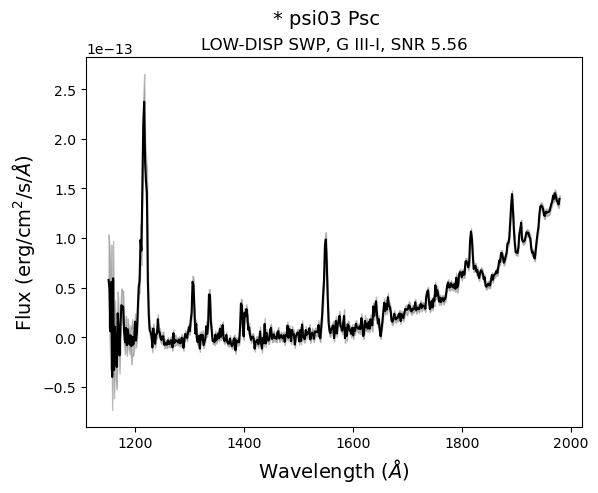 * psi03 Psc
LOW-DISP SWP, G III-I, SNR 5.56
1e−13
2.5
2.0
1.5
1.0
0.5
0.0
−0.5
Flux (erg/cm²/s/Å)
1200 1400 1600 1800 2000
Wavelength (Å)